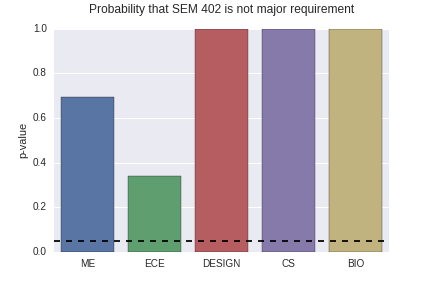 Probability that SEM 402 is not major requirement
1.0
0.8
0.6
0.4
0.2
0.0
p-value
ME ECE DESIGN CS BIO